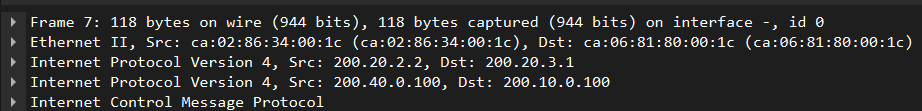 Frame 7: 118 bytes on wire (944 bits), 118 bytes captured (944 bits) on interface -, id 0
Ethernet II, Src: ca:02:86:34:00:1c (ca:02:86:34:00:1c), Dst: ca:06:81:80:00:1c (ca:06:81:80:00:1c)
Internet Protocol Version 4, Src: 200.20.2.2, Dst: 200.20.3.1
Internet Protocol Version 4, Src: 200.40.0.100, Dst: 200.10.0.100
Internet Control Message Protocol